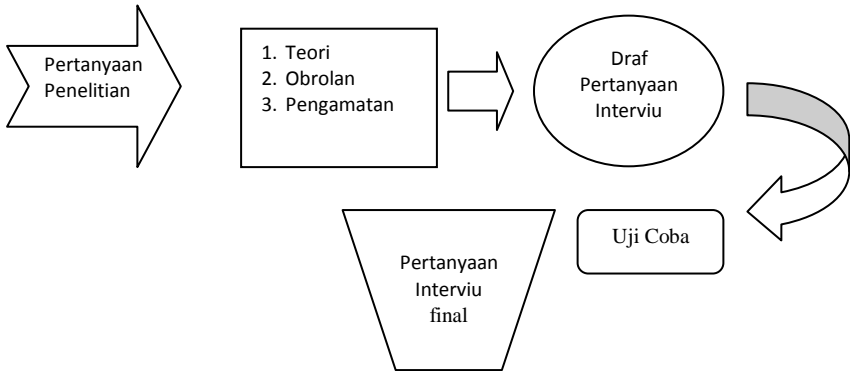 Pertanyaan
Penelitian
1. Teori
2. Obrolan
3. Pengamatan
Draf
Pertanyaan
Interviu
Uji Coba
Pertanyaan
Interviu
final